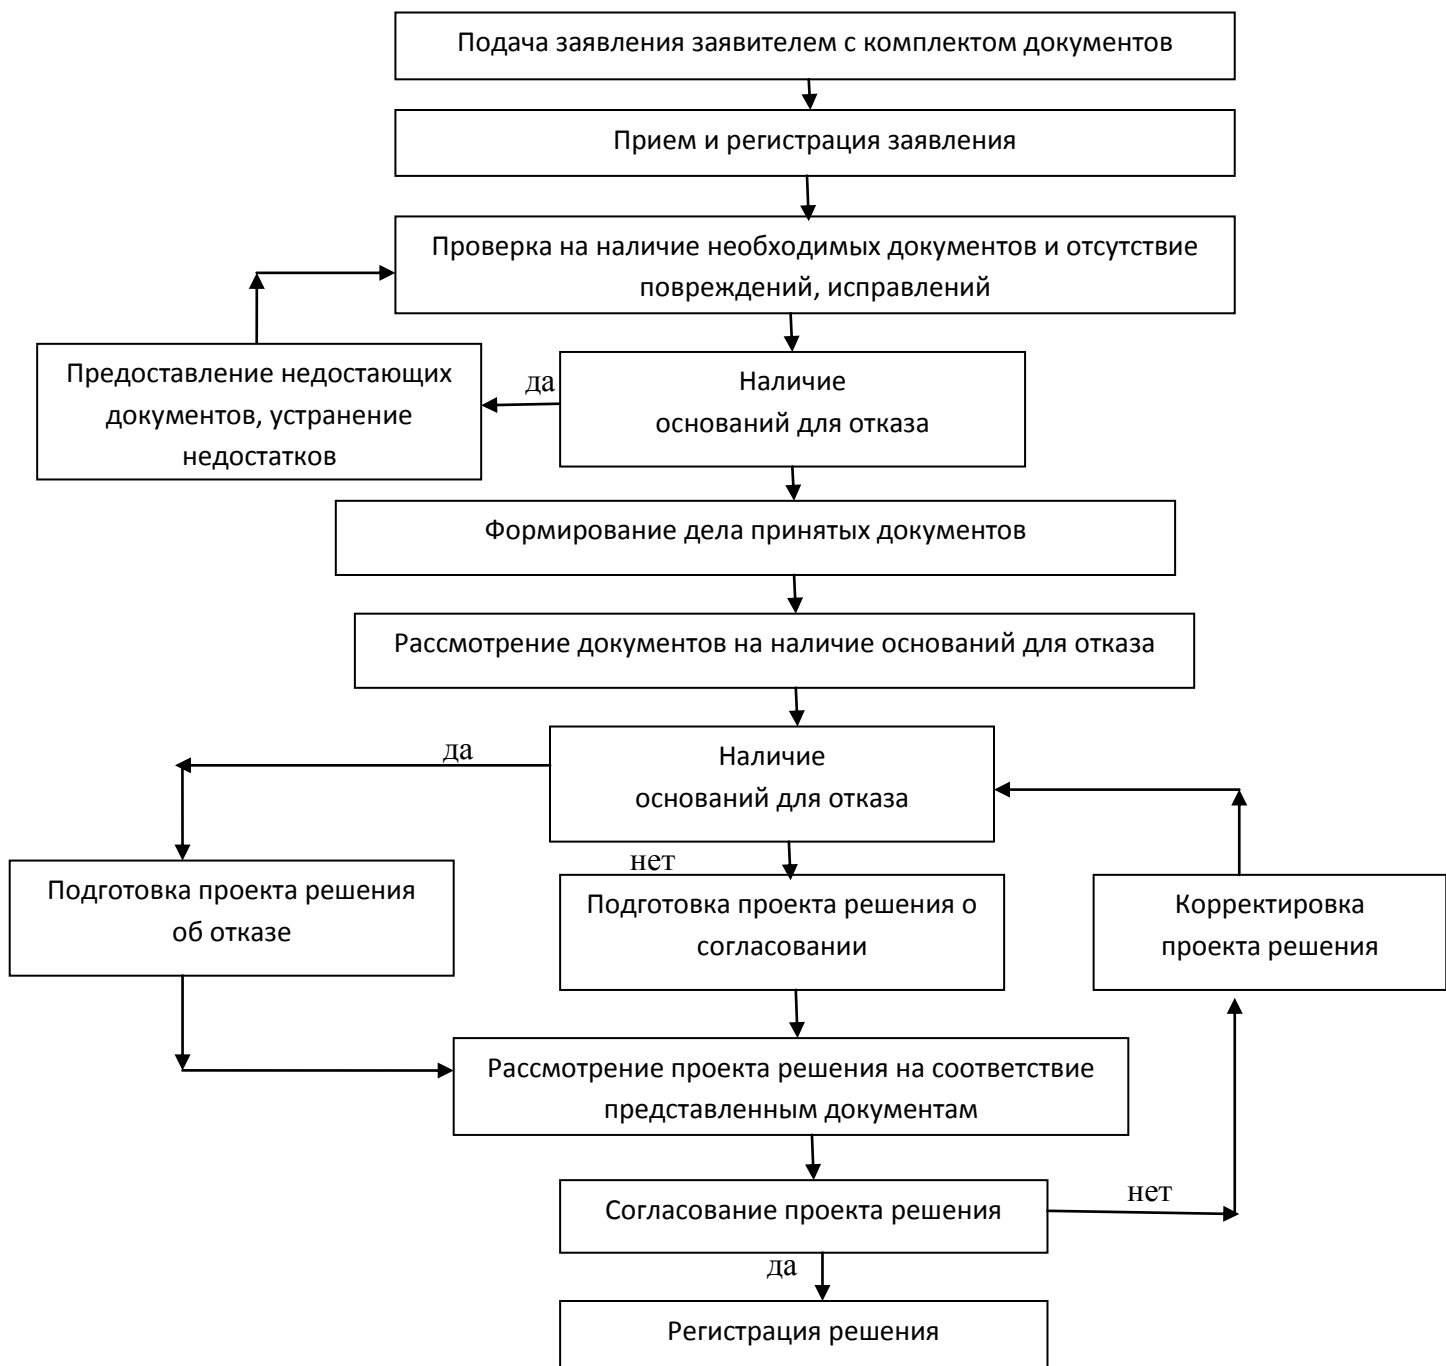 Подача заявления заявителем с комплектом документов
Прием и регистрация заявления
Проверка на наличие необходимых документов и отсутствие
повреждений, исправлений
Предоставление недостающих
документов, устранение
недостатков
да
Наличие
оснований для отказа
Формирование дела принятых документов
Рассмотрение документов на наличие оснований для отказа
да
Наличие
оснований для отказа
нет
Подготовка проекта решения
об отказе
Подготовка проекта решения о
согласовании
Корректировка
проекта решения
Рассмотрение проекта решения на соответствие
представленным документам
Согласование проекта решения
нет
да
Регистрация решения